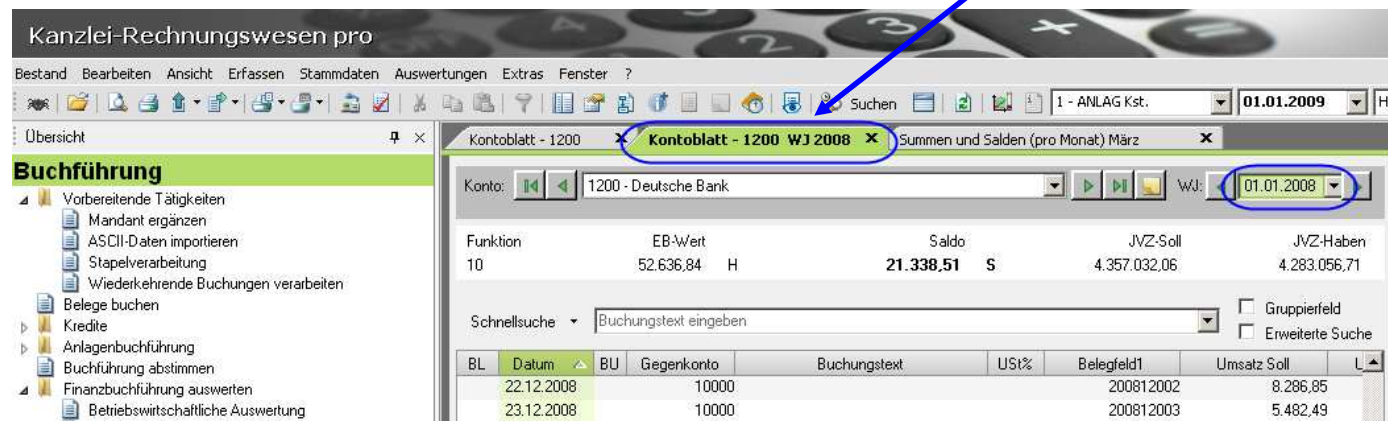 Kanzlei-Rechnungswesen pro
Bestand Bearbeiten Ansicht Erfassen Stammdaten Auswertungen Extras Fenster ?
Suchen 1 - ANLAG Kst. 01.01.2009 H
Übersicht
Buchführung
Vorbereitende Tätigkeiten
Mandant ergänzen
ASCII-Daten importieren
Stapelverarbeitung
Wiederkehrende Buchungen verarbeiten
Belege buchen
Kredite
Anlagenbuchführung
Buchführung abstimmen
Finanzbuchführung auswerten
Betriebswirtschaftliche Auswertung
Kontoblatt - 1200 Kontoblatt - 1200 WJ 2008 Summen und Salden (pro Monat) März
Konto: 1200 - Deutsche Bank WJ: 01.01.2008
Funktion EB-Wert Saldo JVZ-Soll JVZ-Haben
10 52.636,84 H 21.338,51 S 4.357.032,06 4.283.056,71
Schnellsuche Buchungstext eingeben
Gruppierfeld
Erweiterte Suche
BL Datum BU Gegenkonto Buchungstext USt% Belegfeld1 Umsatz Soll
22.12.2008 10000 200812002 8.286,85
23.12.2008 10000 200812003 5.482,49